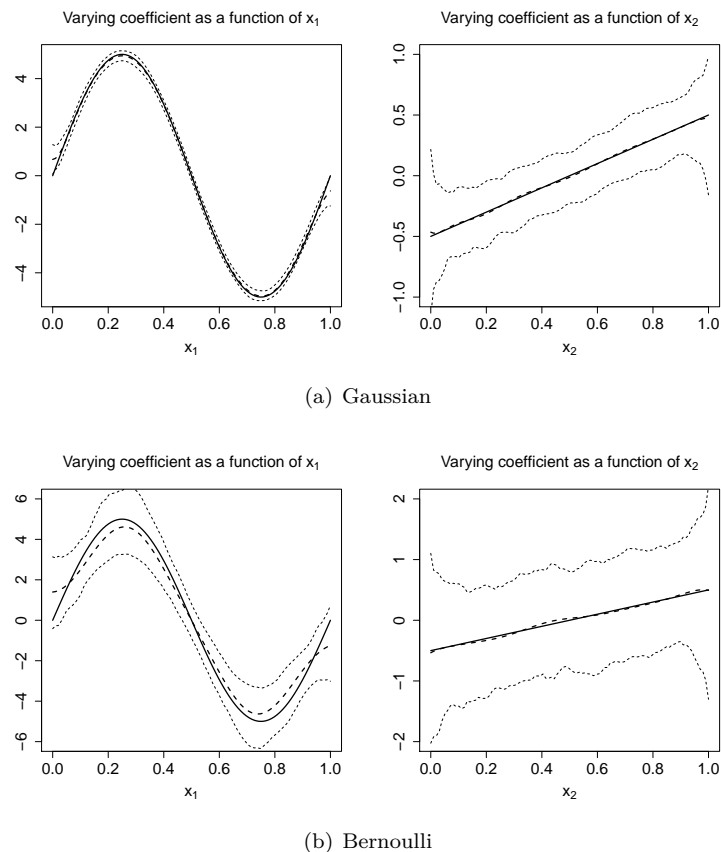 Varying coefficient as a function of x₁
4
2
0
−2
−4
0.0 0.2 0.4 0.6 0.8 1.0
x₁
Varying coefficient as a function of x₂
0.5
0.0
−0.5
−1.0
0.0 0.2 0.4 0.6 0.8 1.0
x₂
(a) Gaussian
Varying coefficient as a function of x₁
6
4
2
0
−2
−4
−6
0.0 0.2 0.4 0.6 0.8 1.0
x₁
Varying coefficient as a function of x₂
2
1
0
−1
−2
0.0 0.2 0.4 0.6 0.8 1.0
x₂
(b) Bernoulli